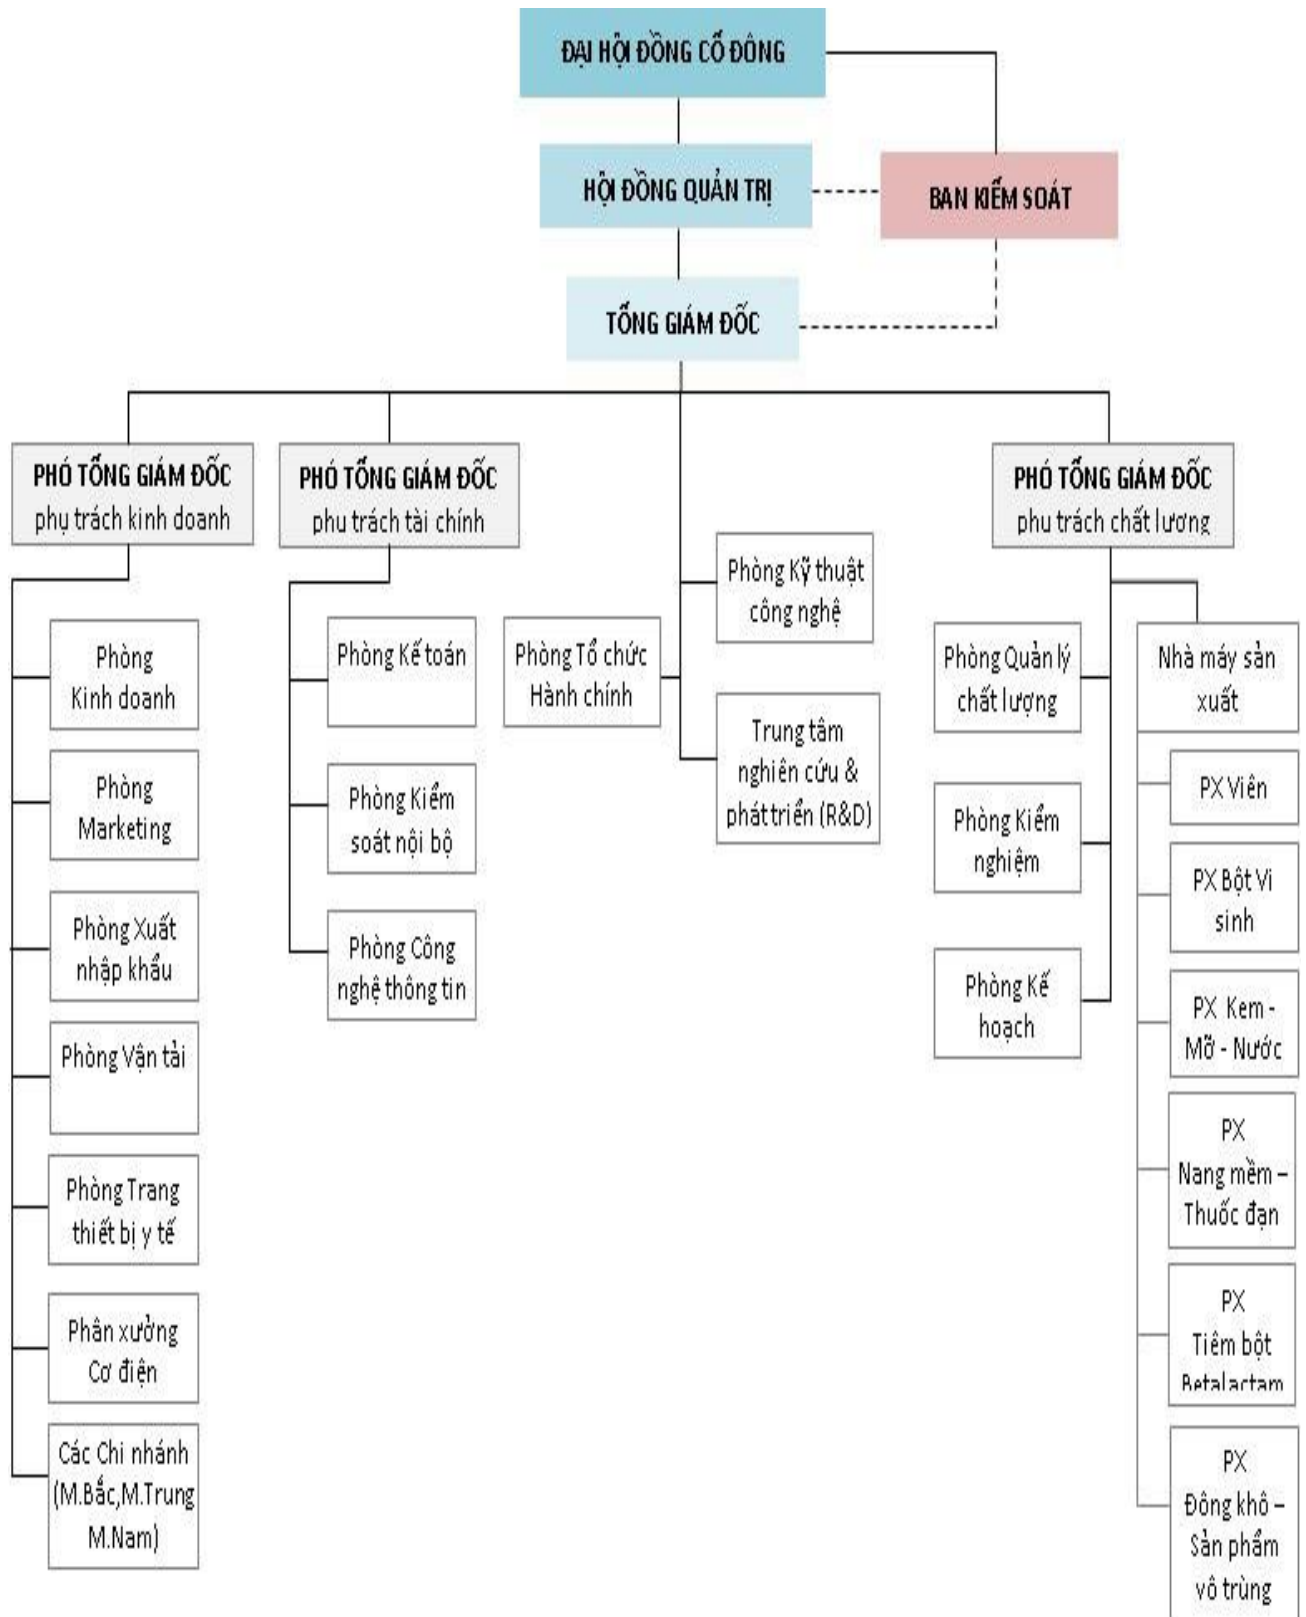 ĐẠI HỘI ĐỒNG CỔ ĐÔNG
HỘI ĐỒNG QUẢN TRỊ
BAN KIỂM SOÁT
TỔNG GIÁM ĐỐC
PHÓ TỔNG GIÁM ĐỐC
phụ trách kinh doanh
PHÓ TỔNG GIÁM ĐỐC
phu trách tài chính
PHÓ TỔNG GIÁM ĐỐC
phu trách chất lương
Phòng
Kinh doanh
Phòng
Marketing
Phòng Xuất
nhập khẩu
Phòng Vận tải
Phòng Trang
thiết bị y tế
Phân xưởng
Cơ điện
Các Chi nhánh
(M.Bắc,M.Trung
M.Nam)
Phòng Kế toán
Phòng Kiểm
soát nội bộ
Phòng Công
nghệ thông tin
Phòng Tổ chức
Hành chính
Phòng Kỹ thuật
công nghệ
Trung tâm
nghiên cứu &
phát triển (R&D)
Phòng Quản lý
chất lượng
Phòng Kiểm
nghiệm
Phòng Kế
hoạch
Nhà máy sản
xuất
PX Viên
PX Bột Vi
sinh
PX Kem -
Mỡ - Nước
PX
Nang mềm –
Thuốc đạn
PX
Tiêm bột
Betalactam
PX
Đông khô –
Sản phẩm
vô trùng